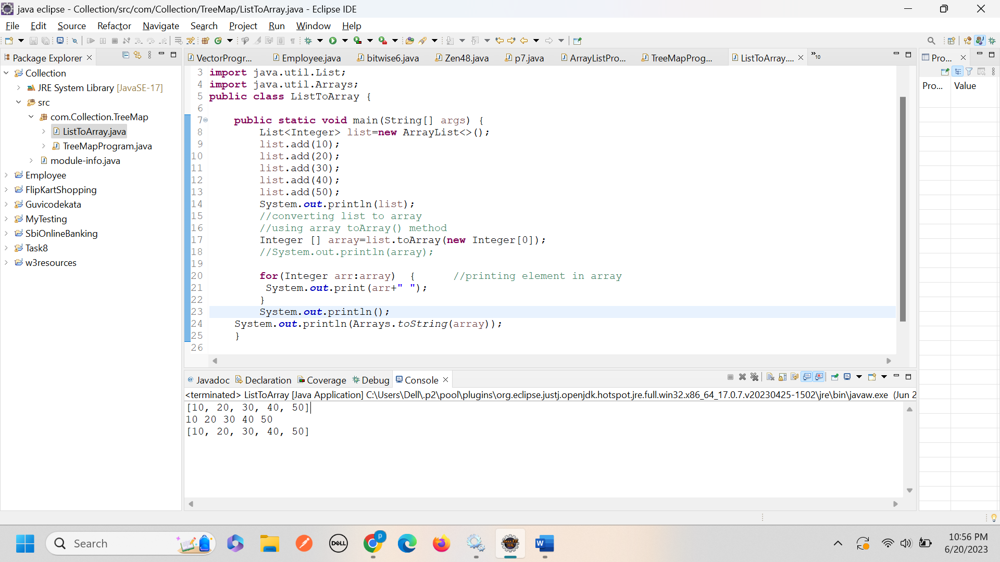 java eclipse - Collection/src/com/Collection/TreeMap/ListToArray.java - Eclipse IDE
File Edit Source Refactor Navigate Search Project Run Window Help
Package Explorer
Collection
JRE System Library [JavaSE-17]
src
com.Collection.TreeMap
ListToArray.java
TreeMapProgram.java
module-info.java
Employee
FlipKartShopping
Guvicodekata
MyTesting
SbiOnlineBanking
Task8
w3resources
VectorProgr... Employee.java bitwise6.java Zen48.java p7.java ArrayListPro... TreeMapProg... ListToArray.... »10
3 import java.util.List;
4 import java.util.Arrays;
5 public class ListToArray {
6
7 public static void main(String[] args) {
8 List<Integer> list=new ArrayList<>();
9 list.add(10);
10 list.add(20);
11 list.add(30);
12 list.add(40);
13 list.add(50);
14 System.out.println(list);
15 //converting list to array
16 //using array toArray() method
17 Integer [] array=list.toArray(new Integer[0]);
18 //System.out.println(array);
19
20 for(Integer arr:array) { //printing element in array
21 System.out.print(arr+" ");
22 }
23 System.out.println();
24 System.out.println(Arrays.toString(array));
25 }
26
Pro...
Pro... Value
@ Javadoc Declaration Coverage Debug Console
<terminated> ListToArray [Java Application] C:\Users\Dell\.p2\pool\plugins\org.eclipse.justj.openjdk.hotspot.jre.full.win32.x86_64_17.0.7.v20230425-1502\jre\bin\javaw.exe (Jun 2
[10, 20, 30, 40, 50]
10 20 30 40 50
[10, 20, 30, 40, 50]
Search
DELL
P
Java EE
IDE
W
10:56 PM
6/20/2023